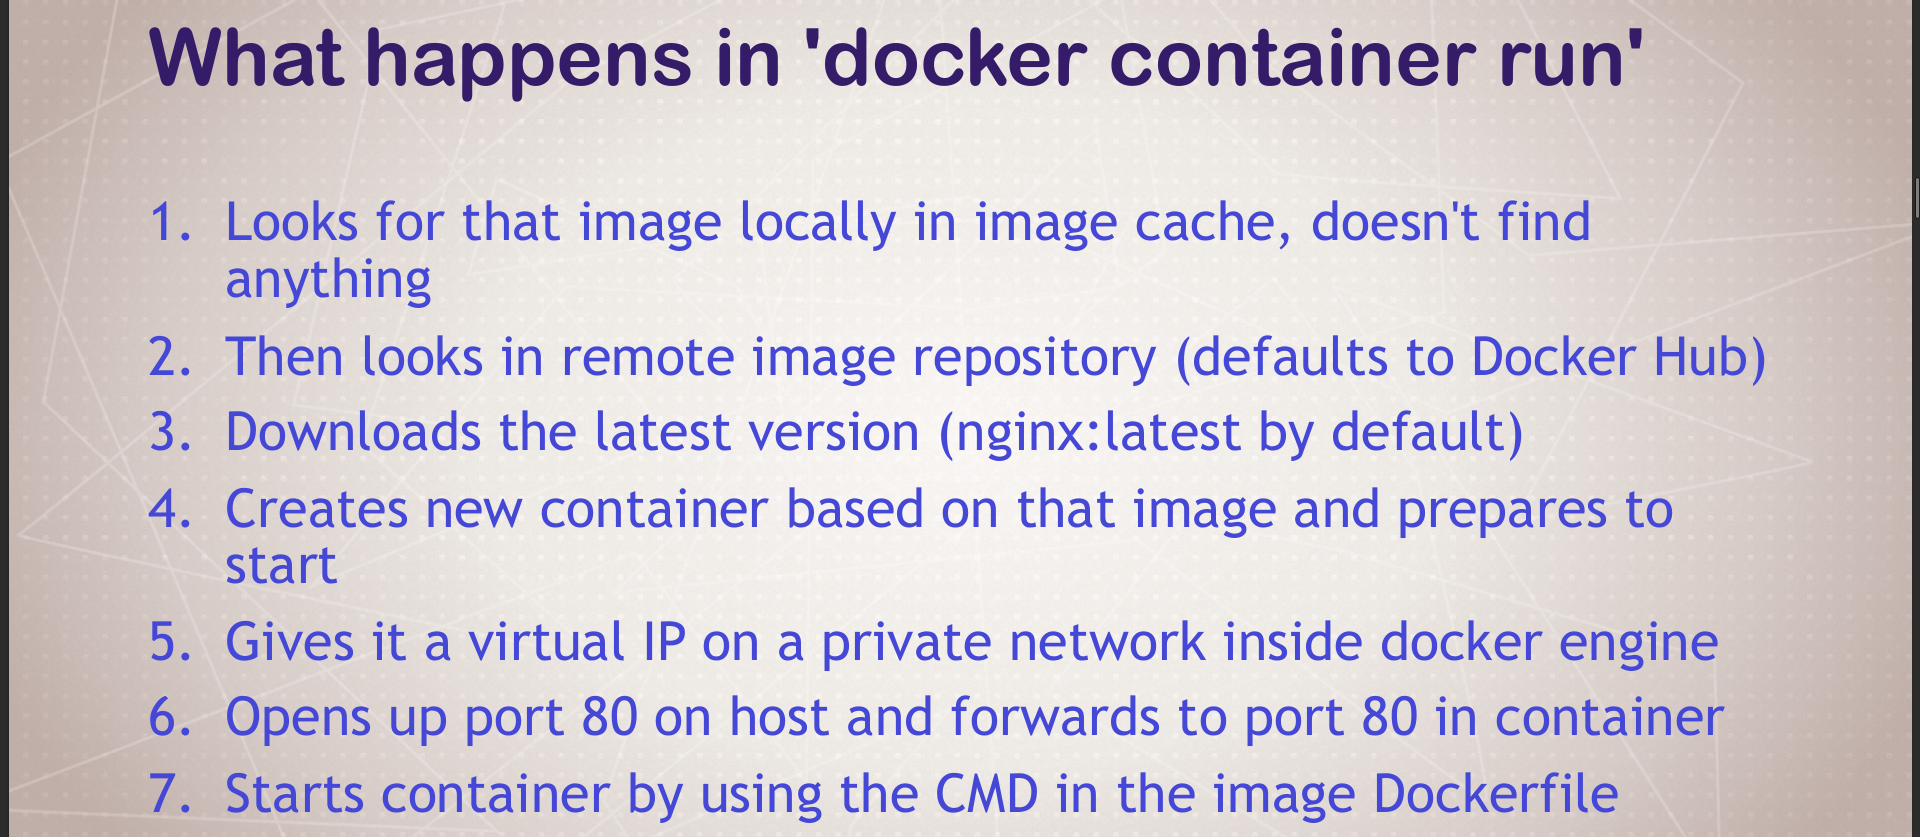 What happens in 'docker container run'
1. Looks for that image locally in image cache, doesn't find
anything
2. Then looks in remote image repository (defaults to Docker Hub)
3. Downloads the latest version (nginx:latest by default)
4. Creates new container based on that image and prepares to
start
5. Gives it a virtual IP on a private network inside docker engine
6. Opens up port 80 on host and forwards to port 80 in container
7. Starts container by using the CMD in the image Dockerfile